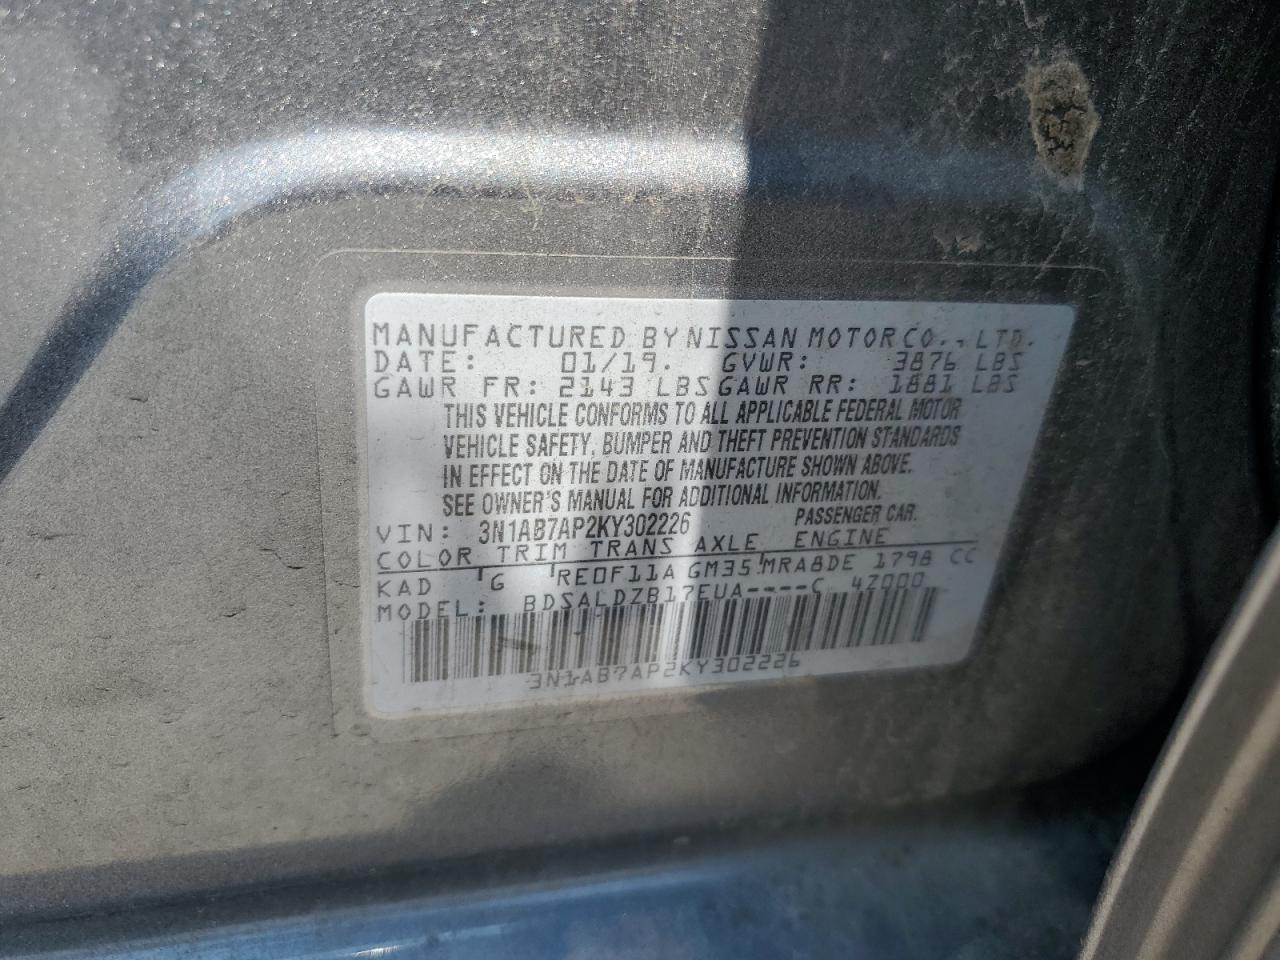 MANUFACTURED BY NISSAN MOTOR CO., LTD.
DATE: 01/19. GVWR: 3876 LBS
GAWR FR: 2143 LBS GAWR RR: 1881 LBS
THIS VEHICLE CONFORMS TO ALL APPLICABLE FEDERAL MOTOR
VEHICLE SAFETY, BUMPER AND THEFT PREVENTION STANDARDS
IN EFFECT ON THE DATE OF MANUFACTURE SHOWN ABOVE.
SEE OWNER'S MANUAL FOR ADDITIONAL INFORMATION.
VIN: 3N1AB7AP2KY302226 PASSENGER CAR.
COLOR TRIM TRANS AXLE ENGINE
KAD G RE0F11A GM35 MRA8DE 1798 CC
MODEL: BDSALDZB17EUA----C 4Z000
3N1AB7AP2KY302226